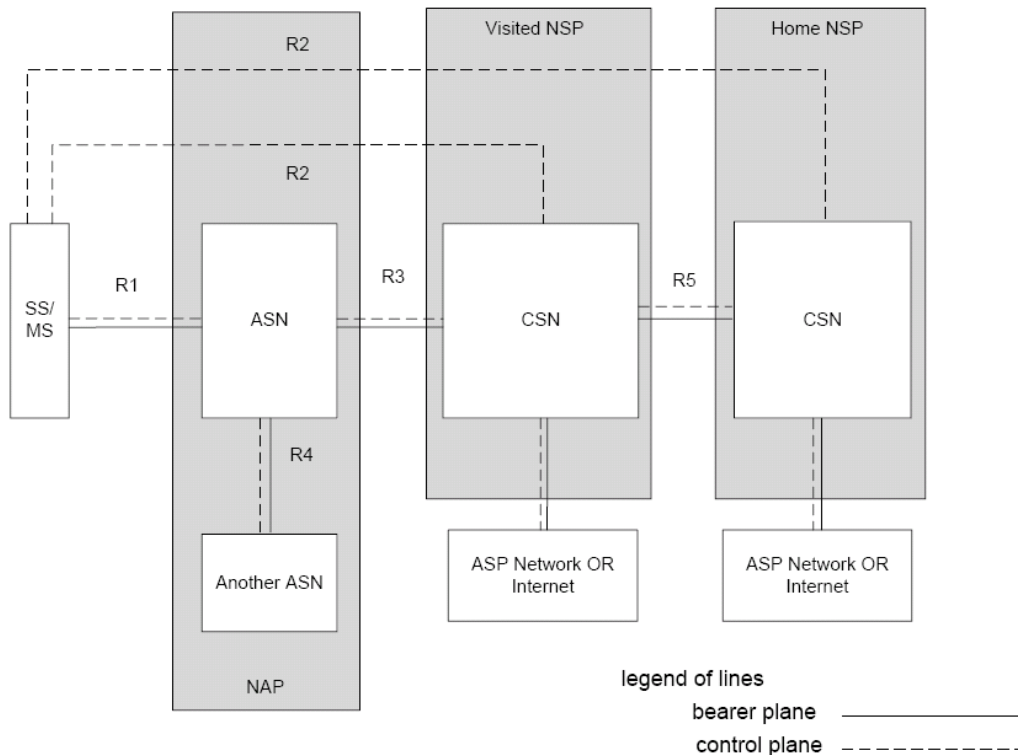 Visited NSP
Home NSP
R2
R2
R1
R3
R5
SS/
MS
ASN
CSN
CSN
R4
Another ASN
ASP Network OR
Internet
ASP Network OR
Internet
NAP
legend of lines
bearer plane
control plane